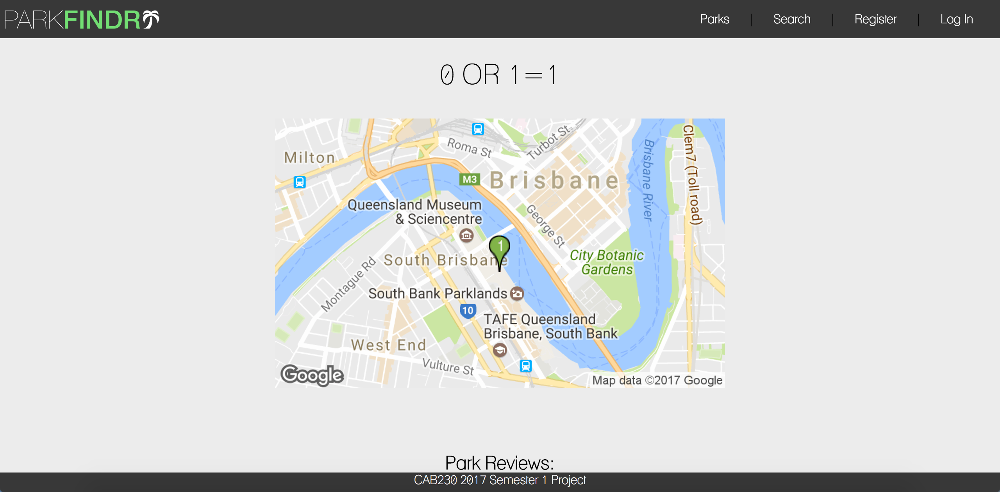 PARKFINDR
Parks | Search | Register | Log In
0 OR 1=1
Milton
Roma St
Turbot St
Clem7 (Toll road)
Brisbane River
M3
Brisbane
Queensland Museum
& Sciencentre
George St
1
South Brisbane
City Botanic
Gardens
Montague Rd
South Bank Parklands
10
TAFE Queensland
Brisbane, South Bank
West End
Vulture St
Google
Map data ©2017 Google
Park Reviews:
CAB230 2017 Semester 1 Project